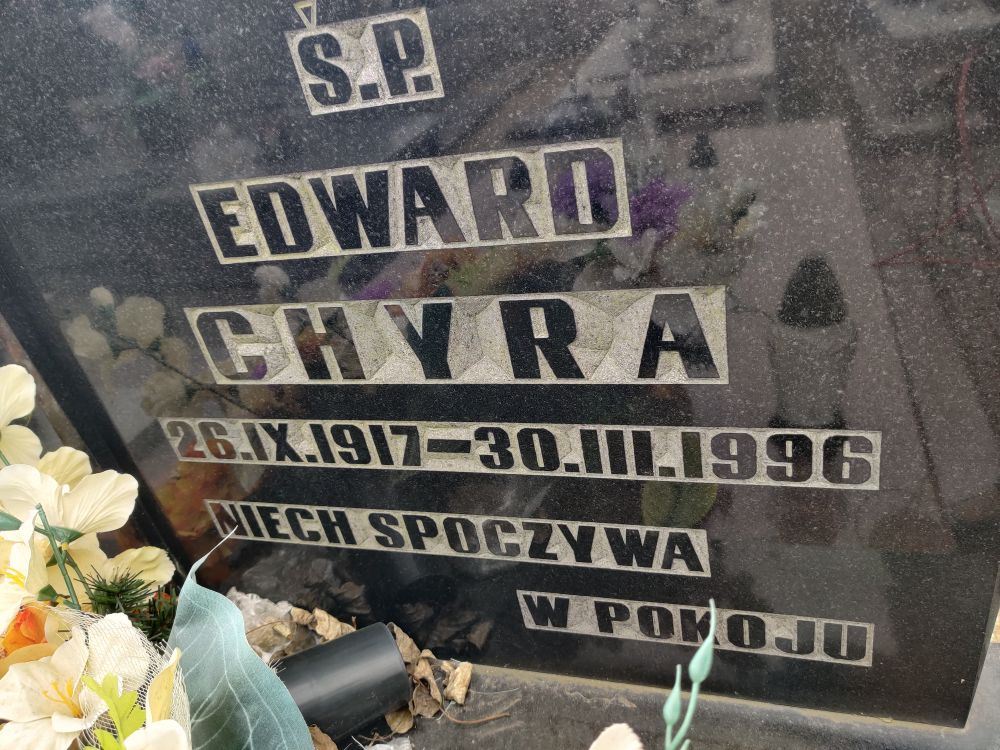 Ś.P.
EDWARD
CHYRA
26.IX.1917-30.III.1996
NIECH SPOCZYWA
W POKOJU